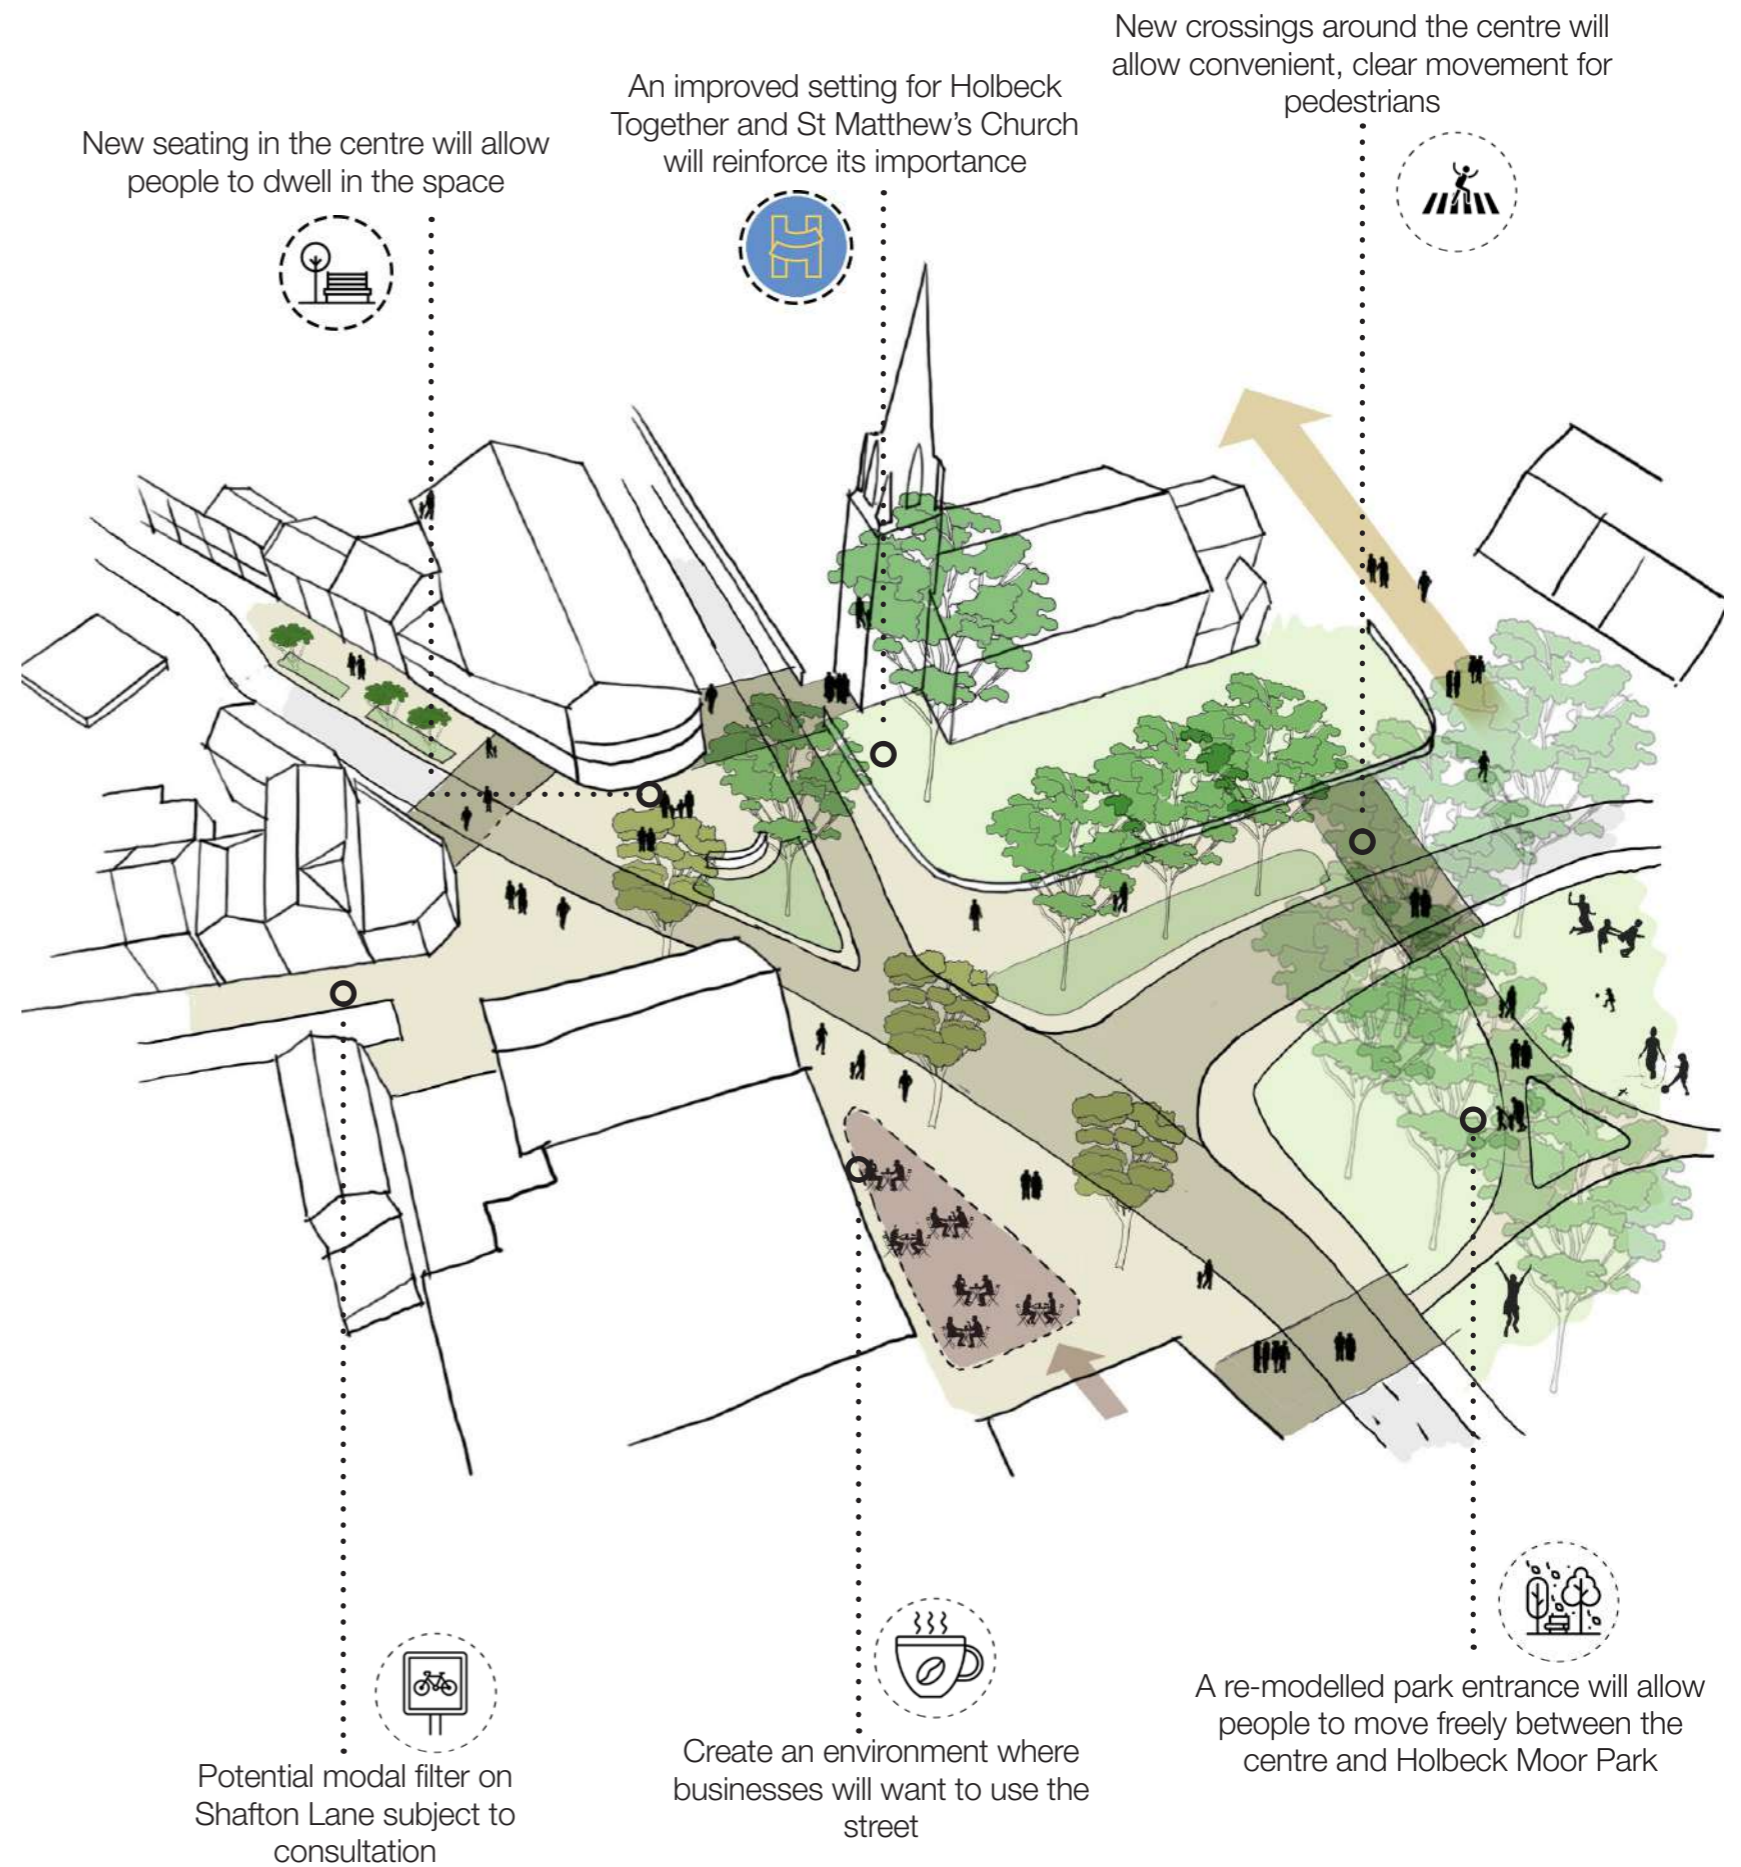 New crossings around the centre will
allow convenient, clear movement for
pedestrians
An improved setting for Holbeck
Together and St Matthew's Church
will reinforce its importance
New seating in the centre will allow
people to dwell in the space
H
Potential modal filter on
Shafton Lane subject to
consultation
Create an environment where
businesses will want to use the
street
A re-modelled park entrance will allow
people to move freely between the
centre and Holbeck Moor Park